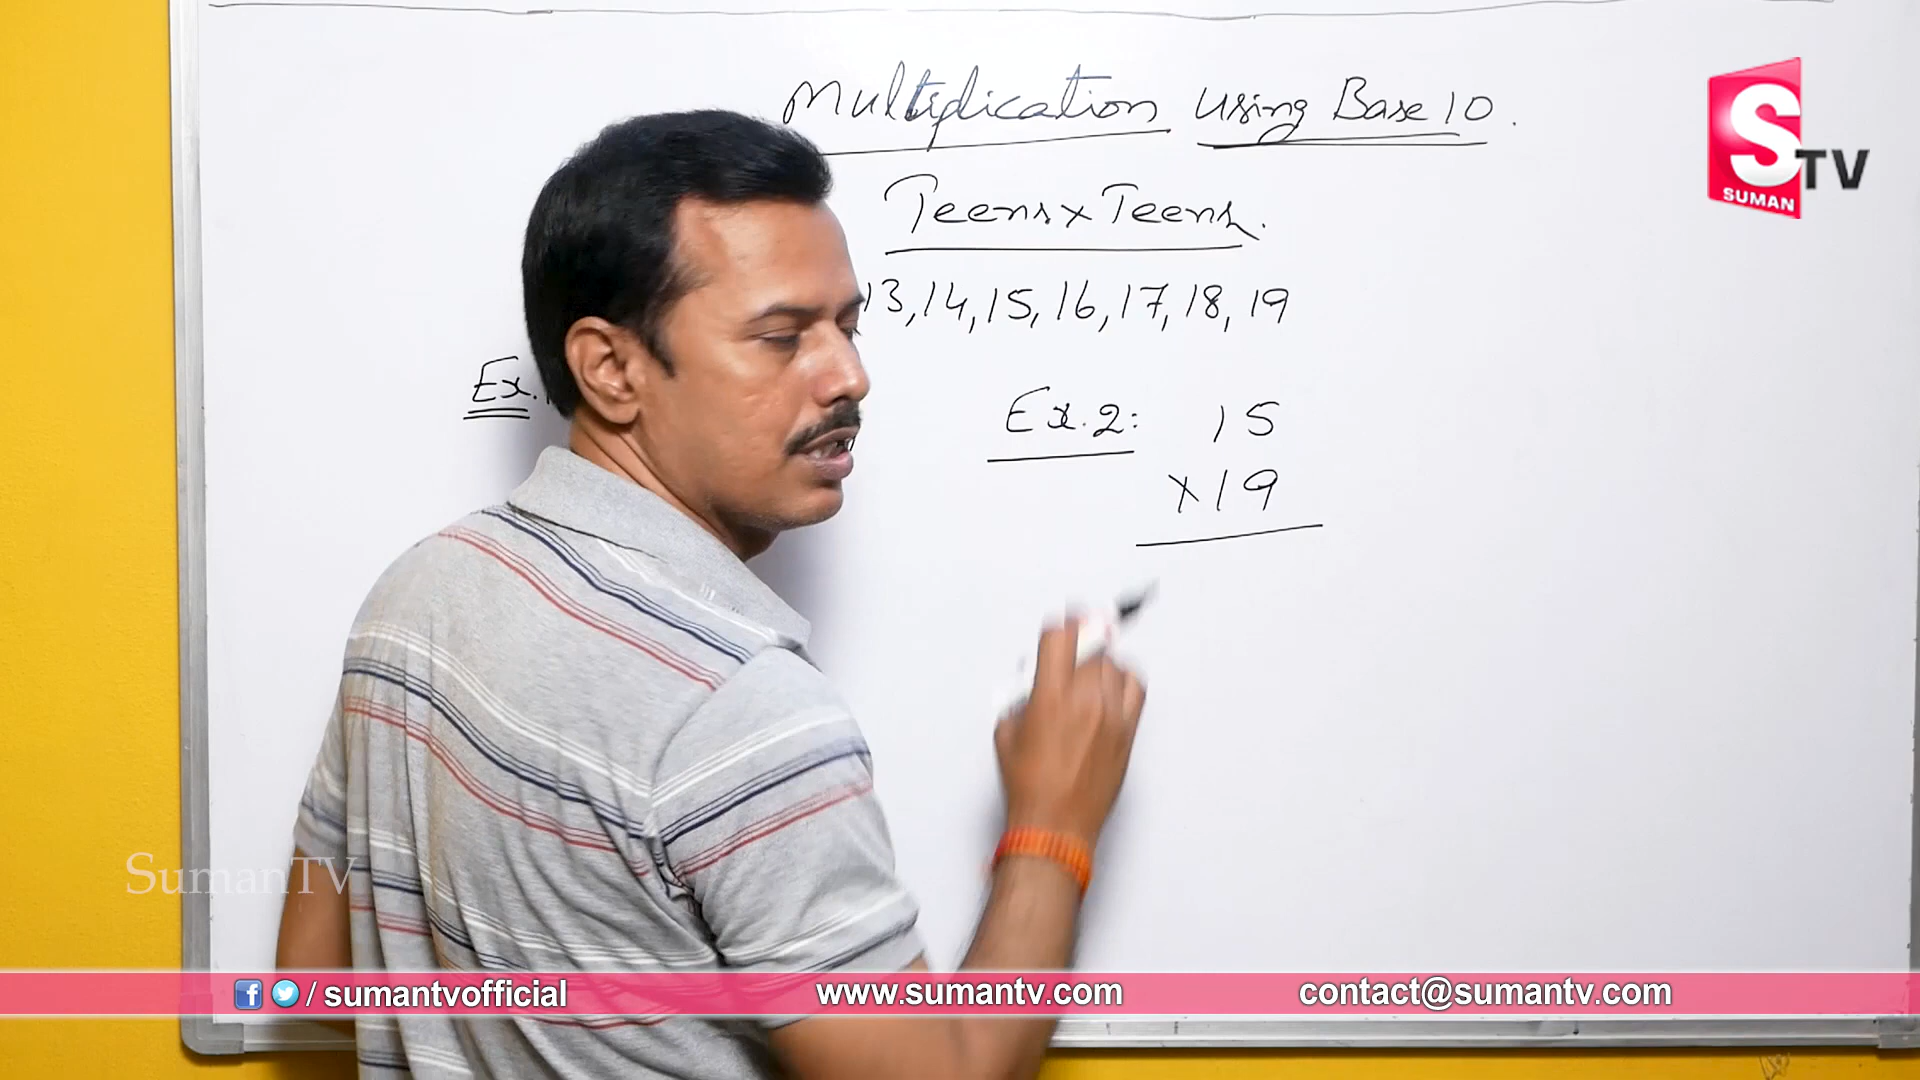 Multiplication using Base 10.
Teens x Teens.
13, 14, 15, 16, 17, 18, 19
Ex.
Ex. 2: 15
x 19
S TV
SUMAN
SumanTV
/ sumantvofficial
www.sumantv.com
contact@sumantv.com